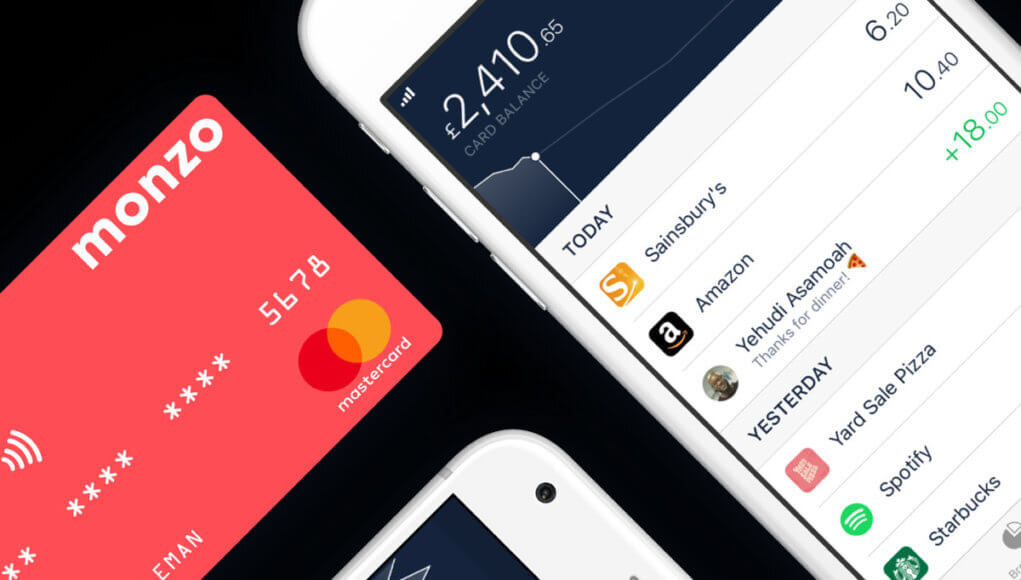 monzo
5678
**** ****
mastercard
EMAN
£2,410.65
CARD BALANCE
TODAY
Sainsbury's
6.20
Amazon
10.40
Yehudi Asamoah
+18.00
Thanks for dinner!🍕
YESTERDAY
Yard Sale Pizza
Spotify
Starbucks